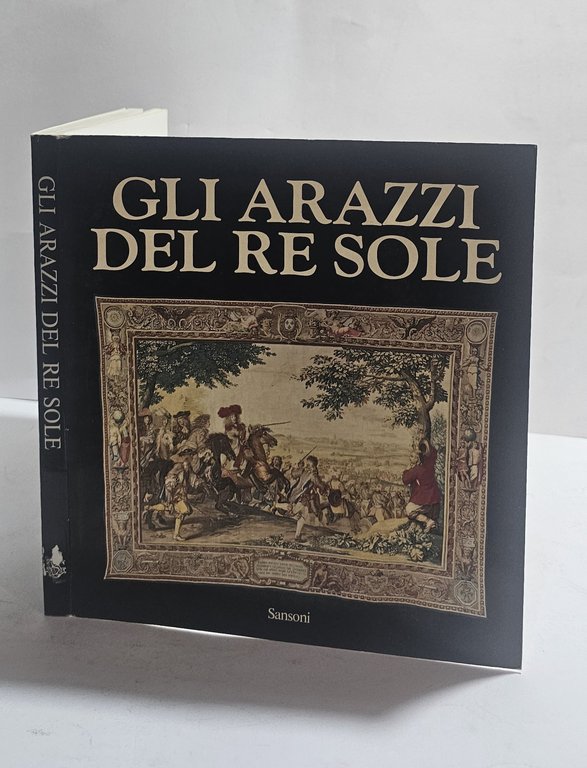 GLI ARAZZI
DEL RE SOLE
Sansoni
GLI ARAZZI DEL RE SOLE